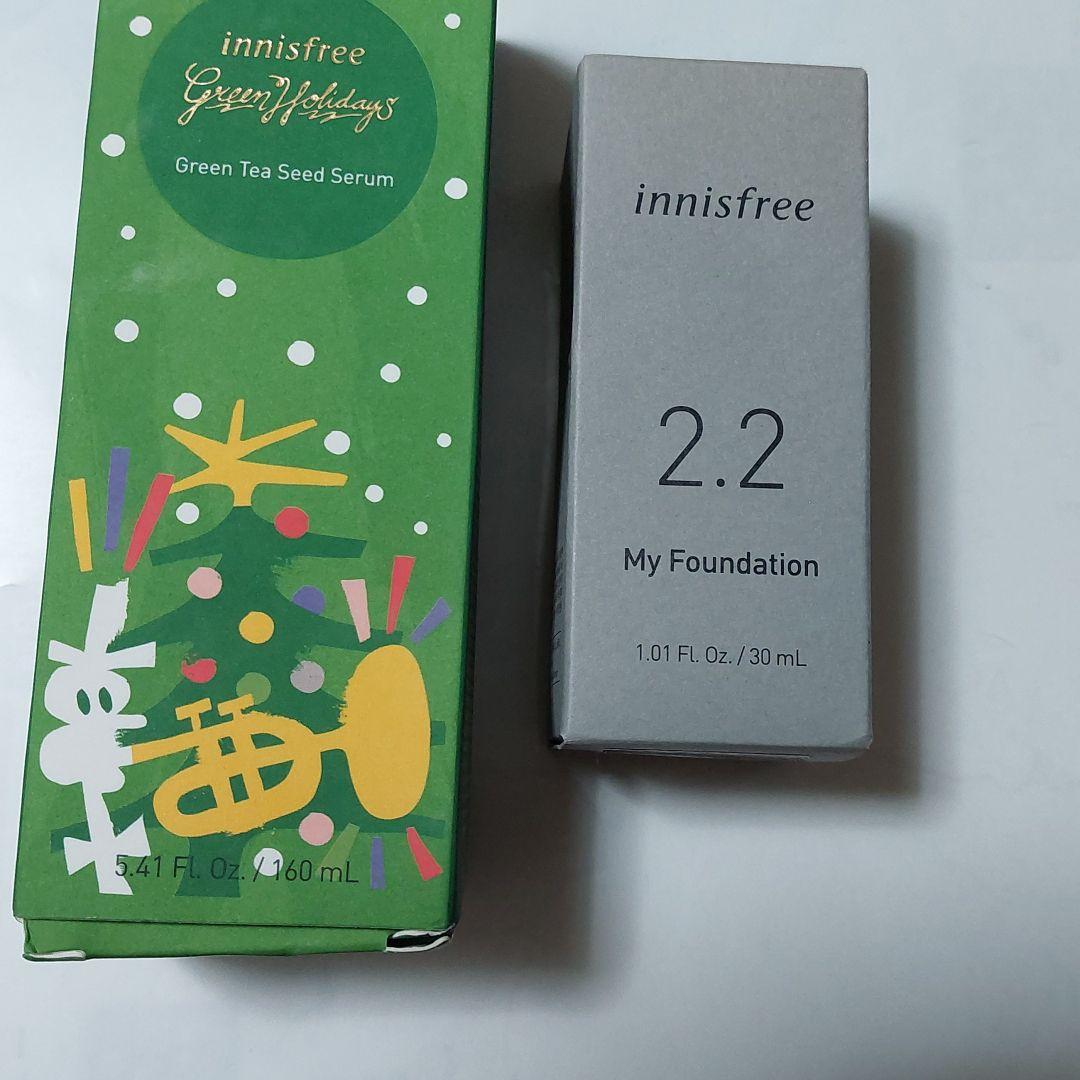 innisfree
Green Holidays
Green Tea Seed Serum
5.41 Fl. Oz. / 160 mL
innisfree
2.2
My Foundation
1.01 Fl. Oz. / 30 mL